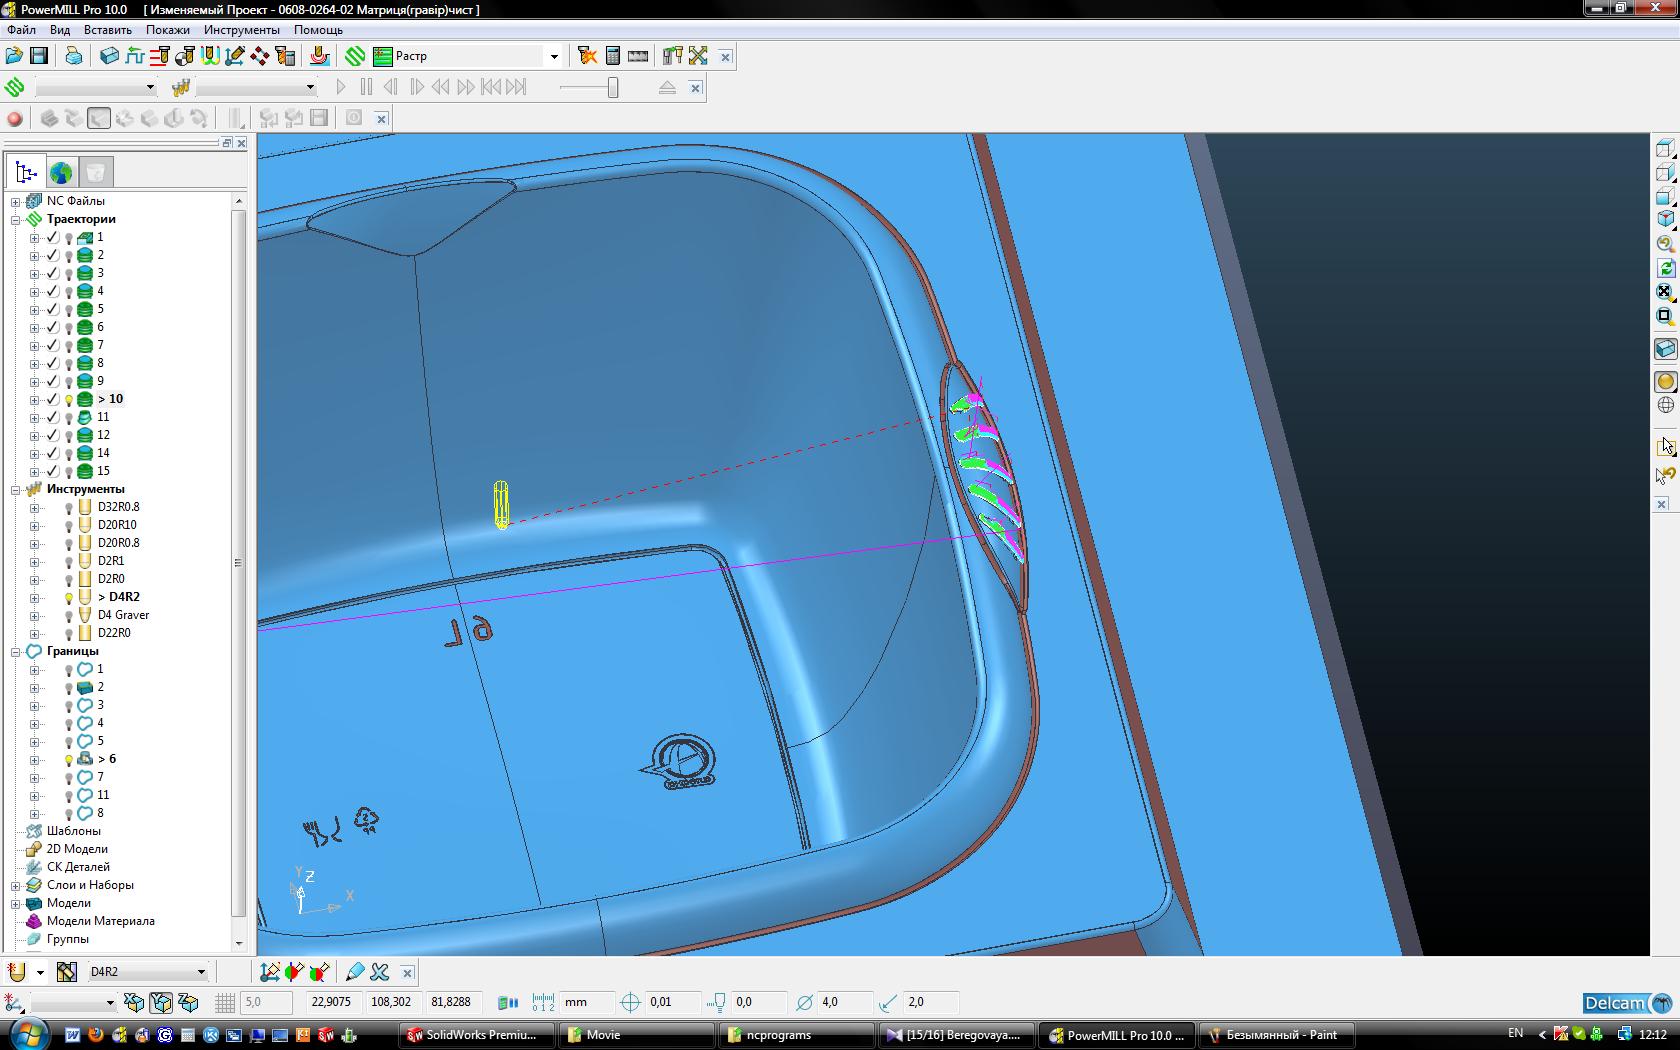 PowerMILL Pro 10.0 [ Изменяемый Проект - 0608-0264-02 Матриця(гравір)чист ]
Файл Вид Вставить Покажи Инструменты Помощь
Растр
NC Файлы
Траектории
1
2
3
4
5
6
7
8
9
> 10
11
12
14
15
Инструменты
D32R0.8
D20R10
D20R0.8
D2R1
D2R0
> D4R2
D4 Graver
D22R0
Границы
1
2
3
4
5
> 6
7
11
8
Шаблоны
2D Модели
СК Деталей
Слои и Наборы
Модели
Модели Материала
Группы
Y Z X
D4R2
5,0 22,9075 108,302 81,8288 mm 0,01 0,0 4,0 2,0
Delcam
SolidWorks Premiu... Movie ncprograms [15/16] Beregovaya.... PowerMILL Pro 10.0 ... Безымянный - Paint EN 12:12